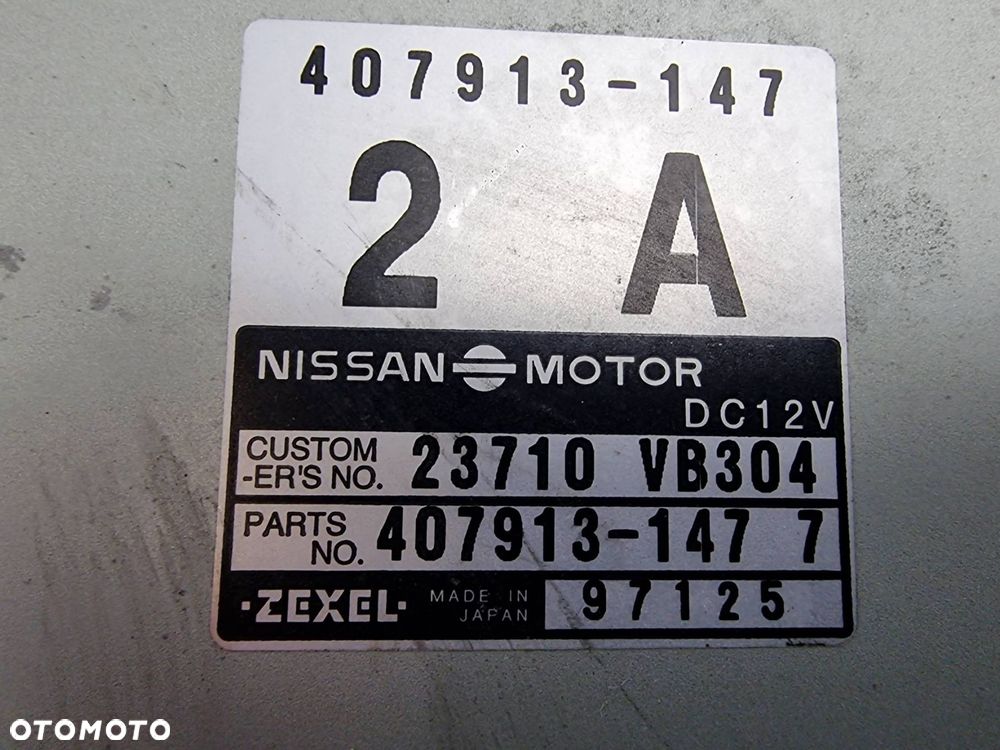 407913-147
2 A
NISSAN MOTOR
DC12V
CUSTOM
-ER'S NO. 23710 VB304
PARTS
NO. 407913-147 7
·ZEXEL· MADE IN
JAPAN 97125
OTOMOTO